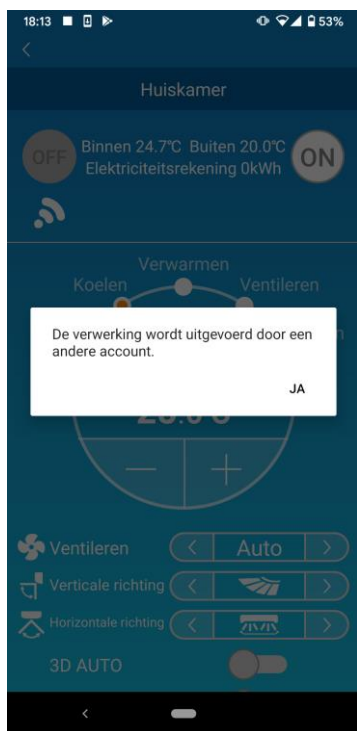 18:13 53%
Huiskamer
OFF Binnen 24.7℃ Buiten 20.0℃ ON
Elektriciteitsrekening 0kWh
Verwarmen
Koelen Ventileren
De verwerking wordt uitgevoerd door een
andere account.
JA
Ventileren Auto
Verticale richting
Horizontale richting
3D AUTO